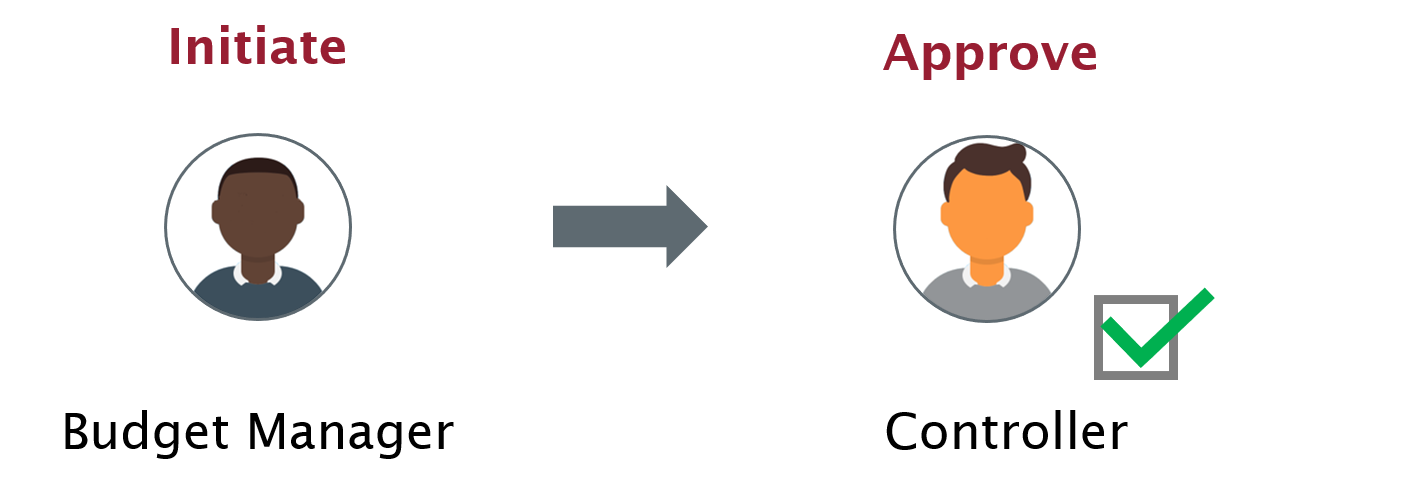 Initiate
Approve
Budget Manager
Controller